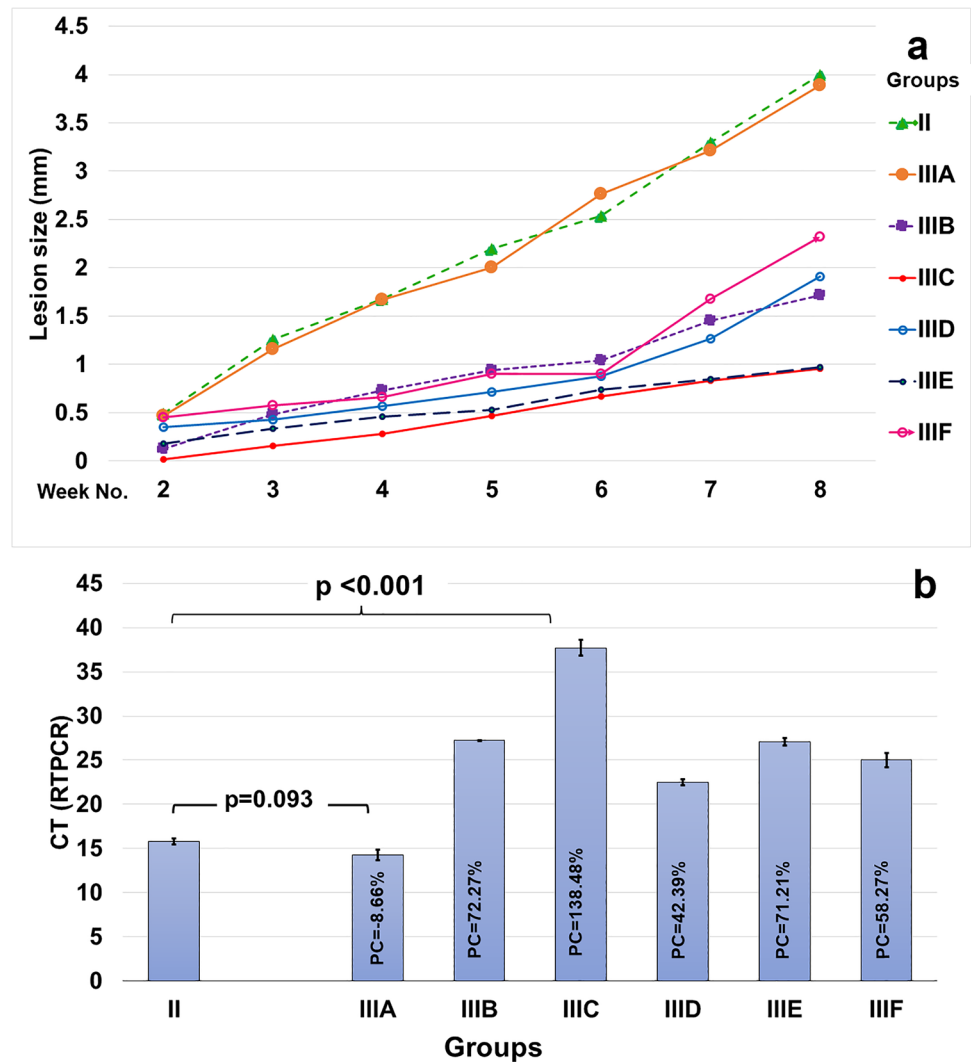 a
Groups
II
IIIA
IIIB
IIIC
IIID
IIIE
IIIF
Lesion size (mm)
4.5
4
3.5
3
2.5
2
1.5
1
0.5
0
Week No. 2 3 4 5 6 7 8
b
CT (RTPCR)
45
40
35
30
25
20
15
10
5
0
p <0.001
p=0.093
PC=-8.66%
PC=72.27%
PC=138.48%
PC=42.39%
PC=71.21%
PC=58.27%
II IIIA IIIB IIIC IIID IIIE IIIF
Groups